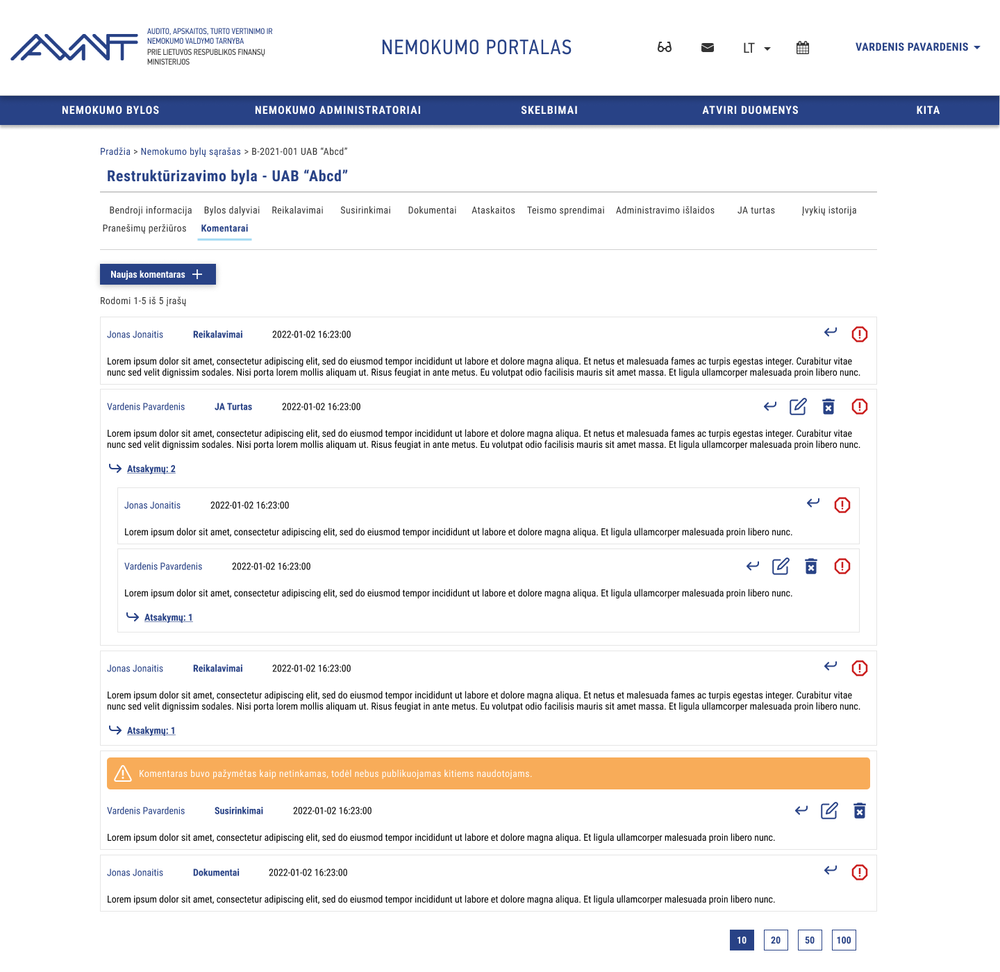 AUDITO, APSKAITOS, TURTO VERTINIMO IR
NEMOKUMO VALDYMO TARNYBA
PRIE LIETUVOS RESPUBLIKOS FINANSŲ
MINISTERIJOS
NEMOKUMO PORTALAS
LT
VARDENIS PAVARDENIS
NEMOKUMO BYLOS NEMOKUMO ADMINISTRATORIAI SKELBIMAI ATVIRI DUOMENYS KITA
Pradžia > Nemokumo bylų sąrašas > B-2021-001 UAB “Abcd”
Restruktūrizavimo byla - UAB “Abcd”
Bendroji informacija Bylos dalyviai Reikalavimai Susirinkimai Dokumentai Ataskaitos Teismo sprendimai Administravimo išlaidos JA turtas Įvykių istorija
Pranešimų peržiūros Komentarai
Naujas komentaras
Rodomi 1-5 iš 5 įrašų
Jonas Jonaitis Reikalavimai 2022-01-02 16:23:00
Lorem ipsum dolor sit amet, consectetur adipiscing elit, sed do eiusmod tempor incididunt ut labore et dolore magna aliqua. Et netus et malesuada fames ac turpis egestas integer. Curabitur vitae
nunc sed velit dignissim sodales. Nisi porta lorem mollis aliquam ut. Risus feugiat in ante metus. Eu volutpat odio facilisis mauris sit amet massa. Et ligula ullamcorper malesuada proin libero nunc.
Vardenis Pavardenis JA Turtas 2022-01-02 16:23:00
Lorem ipsum dolor sit amet, consectetur adipiscing elit, sed do eiusmod tempor incididunt ut labore et dolore magna aliqua. Et netus et malesuada fames ac turpis egestas integer. Curabitur vitae
nunc sed velit dignissim sodales. Nisi porta lorem mollis aliquam ut. Risus feugiat in ante metus. Eu volutpat odio facilisis mauris sit amet massa. Et ligula ullamcorper malesuada proin libero nunc.
Atsakymų: 2
Jonas Jonaitis 2022-01-02 16:23:00
Lorem ipsum dolor sit amet, consectetur adipiscing elit, sed do eiusmod tempor incididunt ut labore et dolore magna aliqua. Et ligula ullamcorper malesuada proin libero nunc.
Vardenis Pavardenis 2022-01-02 16:23:00
Lorem ipsum dolor sit amet, consectetur adipiscing elit, sed do eiusmod tempor incididunt ut labore et dolore magna aliqua. Et ligula ullamcorper malesuada proin libero nunc.
Atsakymų: 1
Jonas Jonaitis Reikalavimai 2022-01-02 16:23:00
Lorem ipsum dolor sit amet, consectetur adipiscing elit, sed do eiusmod tempor incididunt ut labore et dolore magna aliqua. Et netus et malesuada fames ac turpis egestas integer. Curabitur vitae
nunc sed velit dignissim sodales. Nisi porta lorem mollis aliquam ut. Risus feugiat in ante metus. Eu volutpat odio facilisis mauris sit amet massa. Et ligula ullamcorper malesuada proin libero nunc.
Atsakymų: 1
Komentaras buvo pažymėtas kaip netinkamas, todėl nebus publikuojamas kitiems naudotojams.
Vardenis Pavardenis Susirinkimai 2022-01-02 16:23:00
Lorem ipsum dolor sit amet, consectetur adipiscing elit, sed do eiusmod tempor incididunt ut labore et dolore magna aliqua. Et ligula ullamcorper malesuada proin libero nunc.
Jonas Jonaitis Dokumentai 2022-01-02 16:23:00
Lorem ipsum dolor sit amet, consectetur adipiscing elit, sed do eiusmod tempor incididunt ut labore et dolore magna aliqua. Et ligula ullamcorper malesuada proin libero nunc.
10 20 50 100